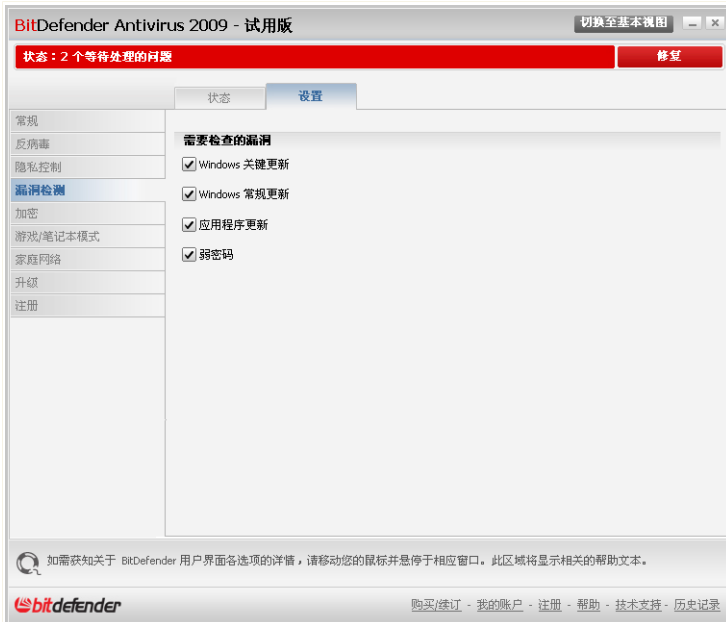 BitDefender Antivirus 2009 - 试用版
切换至基本视图
状态：2 个等待处理的问题
修复
状态
设置
常规
反病毒
隐私控制
漏洞检测
加密
游戏/笔记本模式
家庭网络
升级
注册
需要检查的漏洞
Windows 关键更新
Windows 常规更新
应用程序更新
弱密码
如需获知关于 BitDefender 用户界面各选项的详情，请移动您的鼠标并悬停于相应窗口。此区域将显示相关的帮助文本。
bitdefender
购买/续订 - 我的账户 - 注册 - 帮助 - 技术支持 - 历史记录